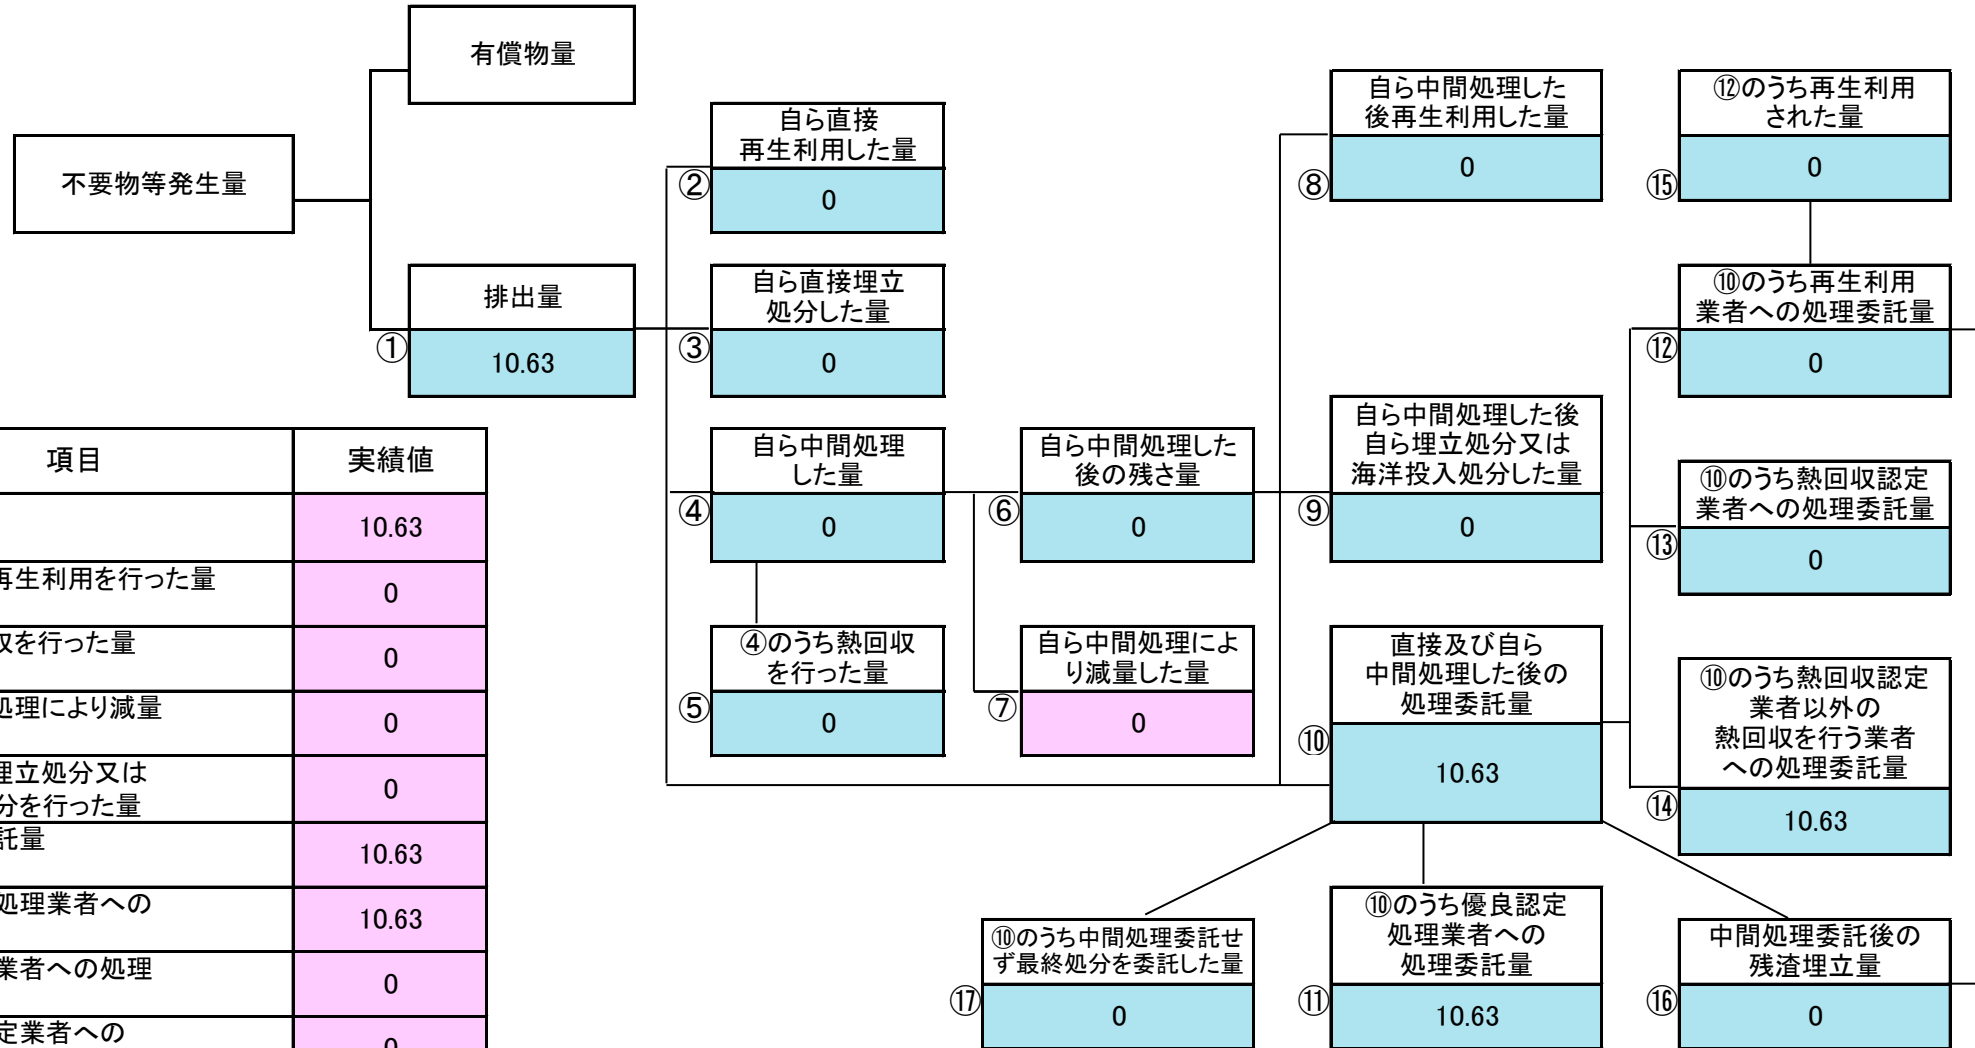 有償物量
不要物等発生量
排出量
①
10.63
自ら直接
再生利用した量
②
0
自ら直接埋立
処分した量
③
0
自ら中間処理
した量
④
0
④のうち熱回収
を行った量
⑤
0
自ら中間処理した
後の残さ量
⑥
0
自ら中間処理によ
り減量した量
⑦
0
自ら中間処理した
後再生利用した量
⑧
0
自ら中間処理した後
自ら埋立処分又は
海洋投入処分した量
⑨
0
直接及び自ら
中間処理した後の
処理委託量
⑩
10.63
⑩のうち優良認定
処理業者への
処理委託量
⑪
10.63
⑫のうち再生利用
された量
⑮
0
⑩のうち再生利用
業者への処理委託量
⑫
0
⑩のうち熱回収認定
業者への処理委託量
⑬
0
⑩のうち熱回収認定
業者以外の
熱回収を行う業者
への処理委託量
⑭
10.63
中間処理委託後の
残渣埋立量
⑯
0
⑩のうち中間処理委託せ
ず最終処分を委託した量
⑰
0
項目 実績値
10.63
再生利用を行った量
0
収を行った量
0
処理により減量
0
埋立処分又は
分を行った量
0
託量
10.63
処理業者への
10.63
業者への処理
0
定業者への
0